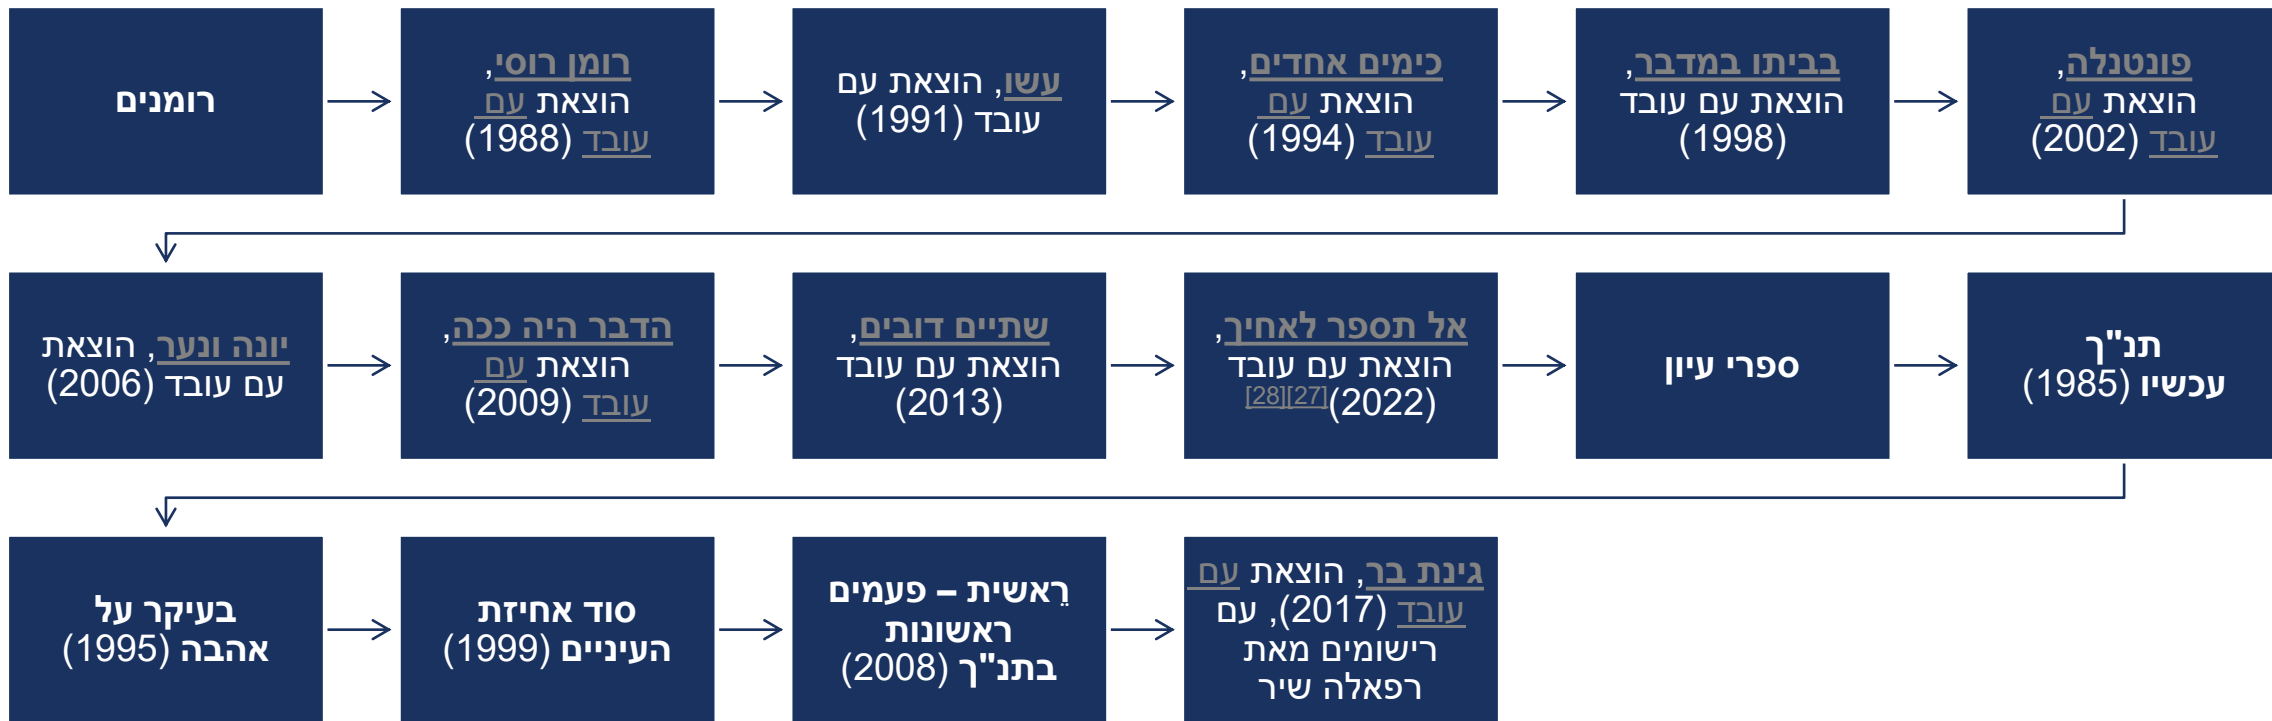 רומנים
רומן רוסי,
הוצאת עם
עובד (1988)
עשו, הוצאת עם
עובד (1991)
כימים אחדים,
הוצאת עם
עובד (1994)
בביתו במדבר,
הוצאת עם עובד
(1998)
פונטנלה,
הוצאת עם
עובד (2002)
יונה ונער, הוצאת
עם עובד (2006)
הדבר היה ככה,
הוצאת עם
עובד (2009)
שתיים דובים,
הוצאת עם עובד
(2013)
אל תספר לאחיך,
הוצאת עם עובד
(2022)[27][28]
ספרי עיון
תנ"ך
עכשיו (1985)
בעיקר על
אהבה (1995)
סוד אחיזת
העיניים (1999)
רֵאשית – פעמים
ראשונות
בתנ"ך (2008)
גינת בר, הוצאת עם
עובד (2017), עם
רישומים מאת
רפאלה שיר